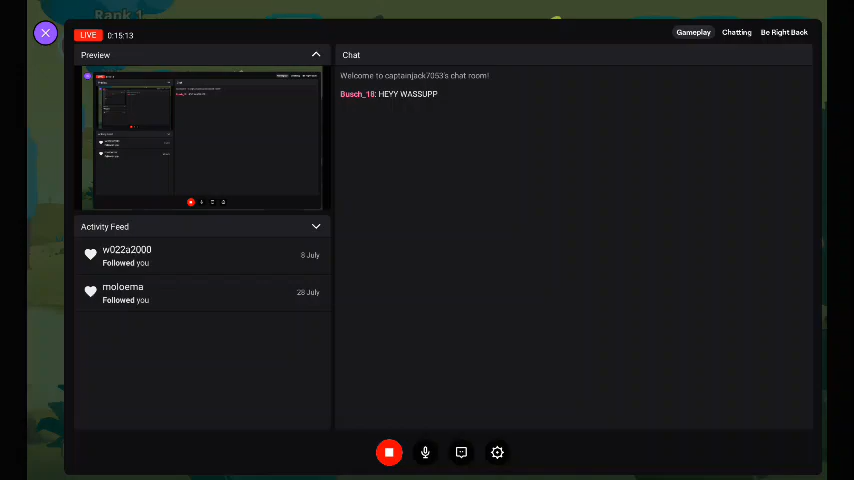 Rank 1
LIVE 0:15:13
Gameplay Chatting Be Right Back
Preview
Chat
Welcome to captainjack7053's chat room!
Busch_18: HEYY WASSUPP
Activity Feed
w022a2000
Followed you
8 July
moloema
Followed you
28 July